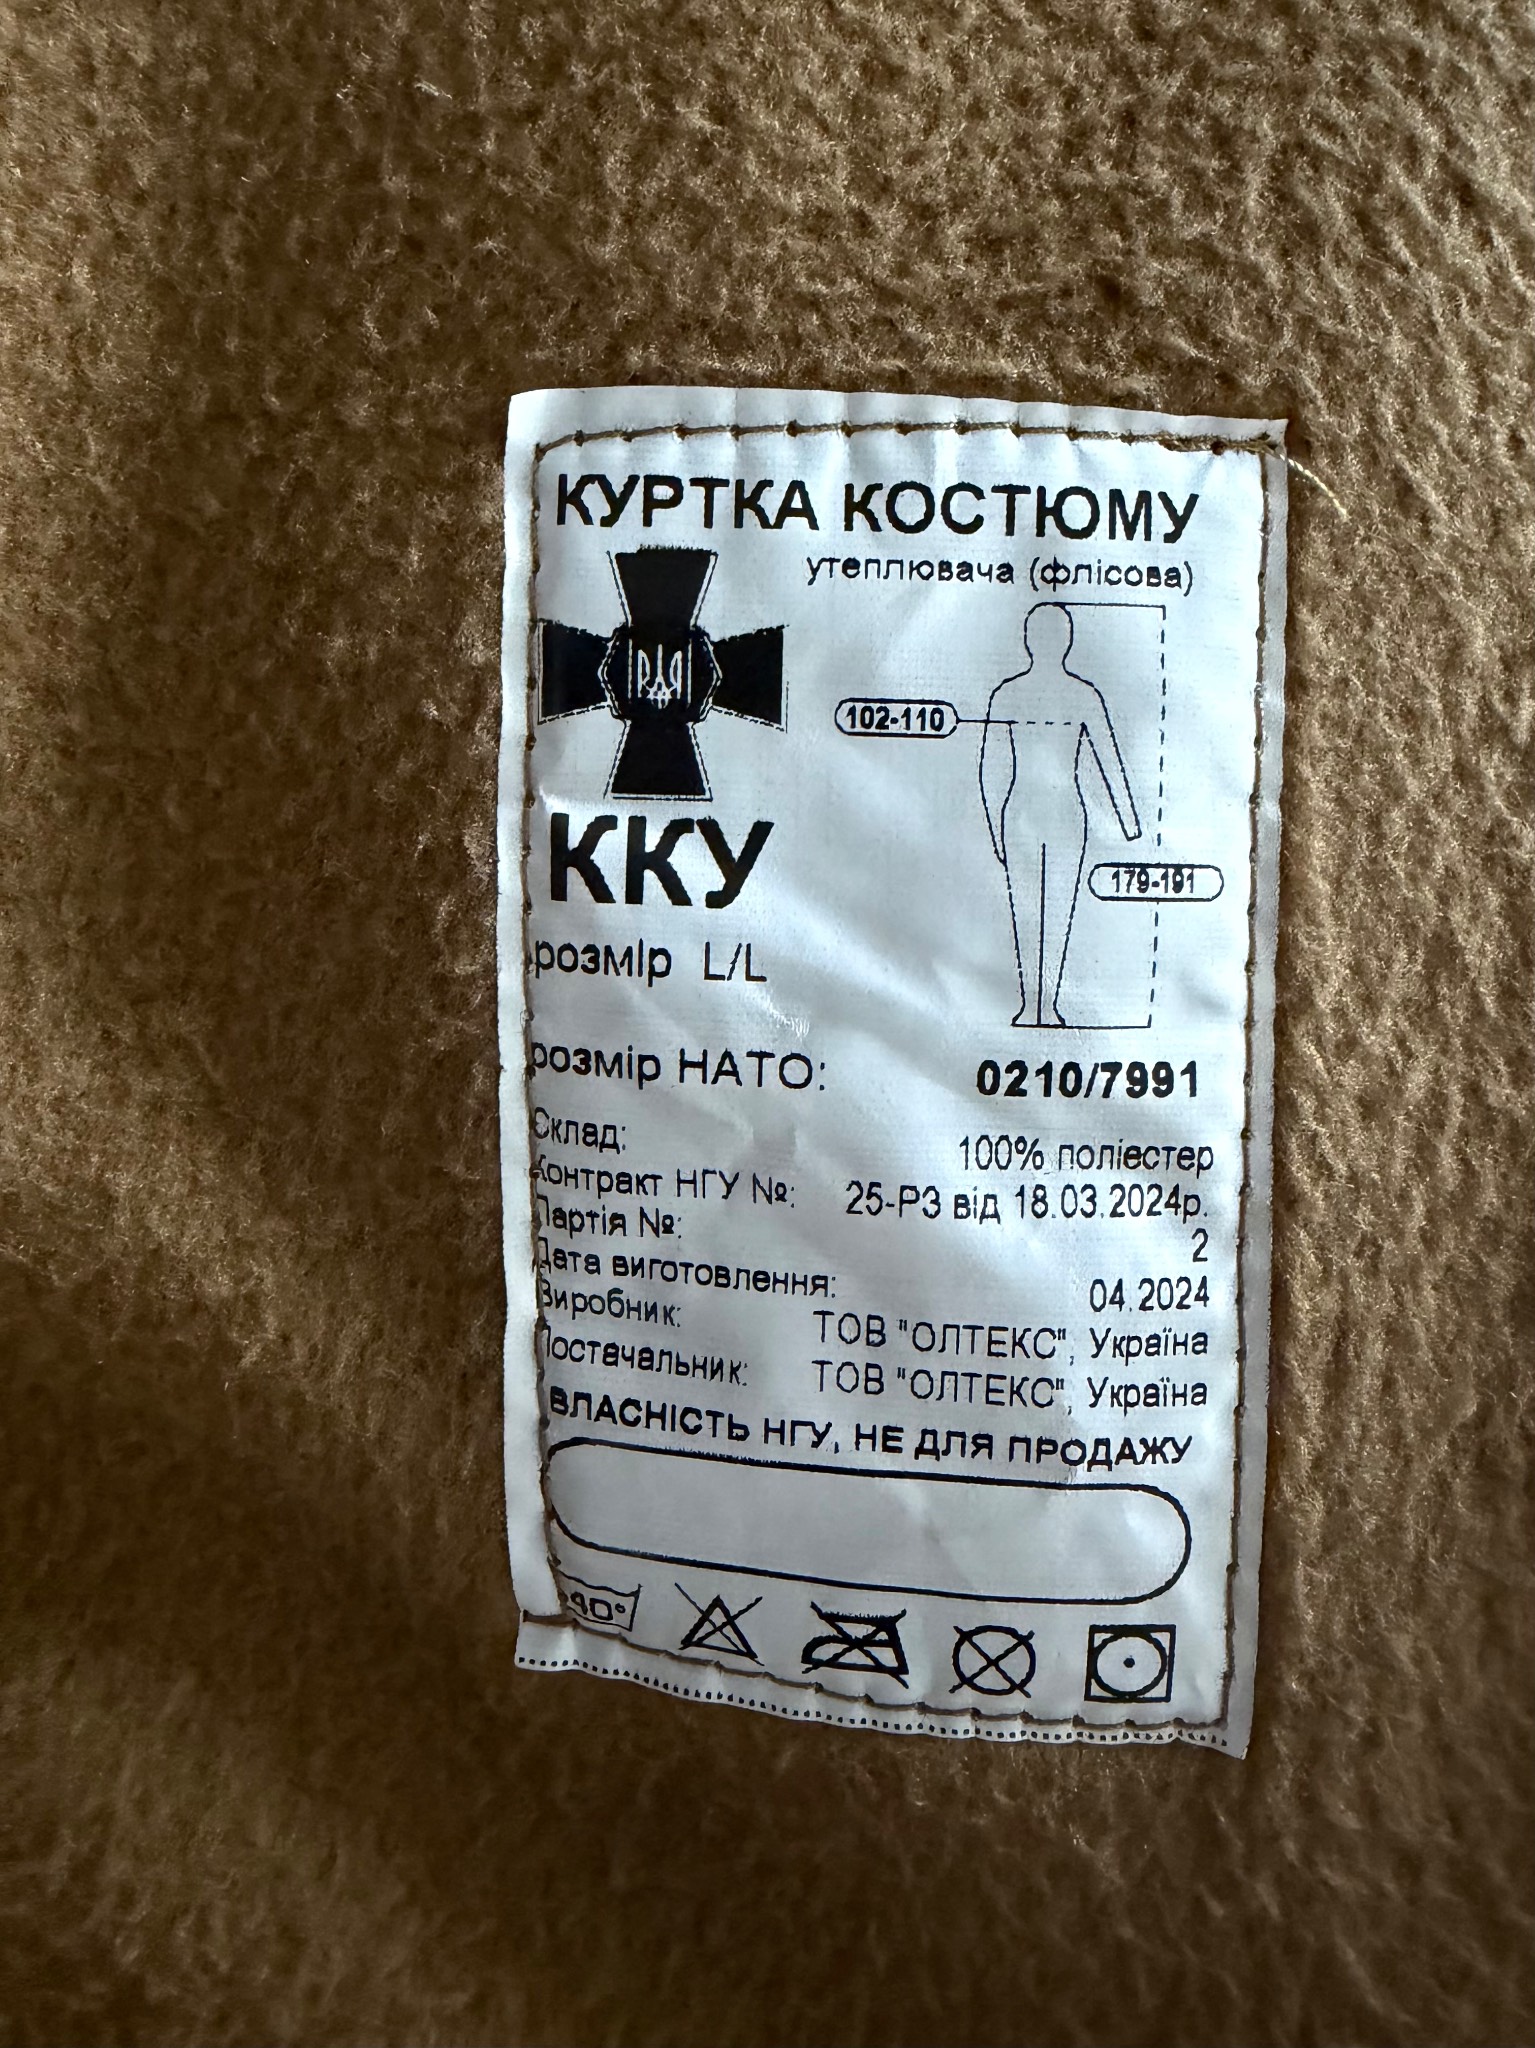 КУРТКА КОСТЮМУ
утеплювача (флісова)
102-110
179-191
ККУ
розмір L/L
розмір НАТО: 0210/7991
Склад: 100% поліестер
Контракт НГУ №: 25-РЗ від 18.03.2024р.
Партія №: 2
Дата виготовлення: 04.2024
Виробник: ТОВ "ОЛТЕКС", Україна
Постачальник: ТОВ "ОЛТЕКС", Україна
ВЛАСНІСТЬ НГУ, НЕ ДЛЯ ПРОДАЖУ
40°